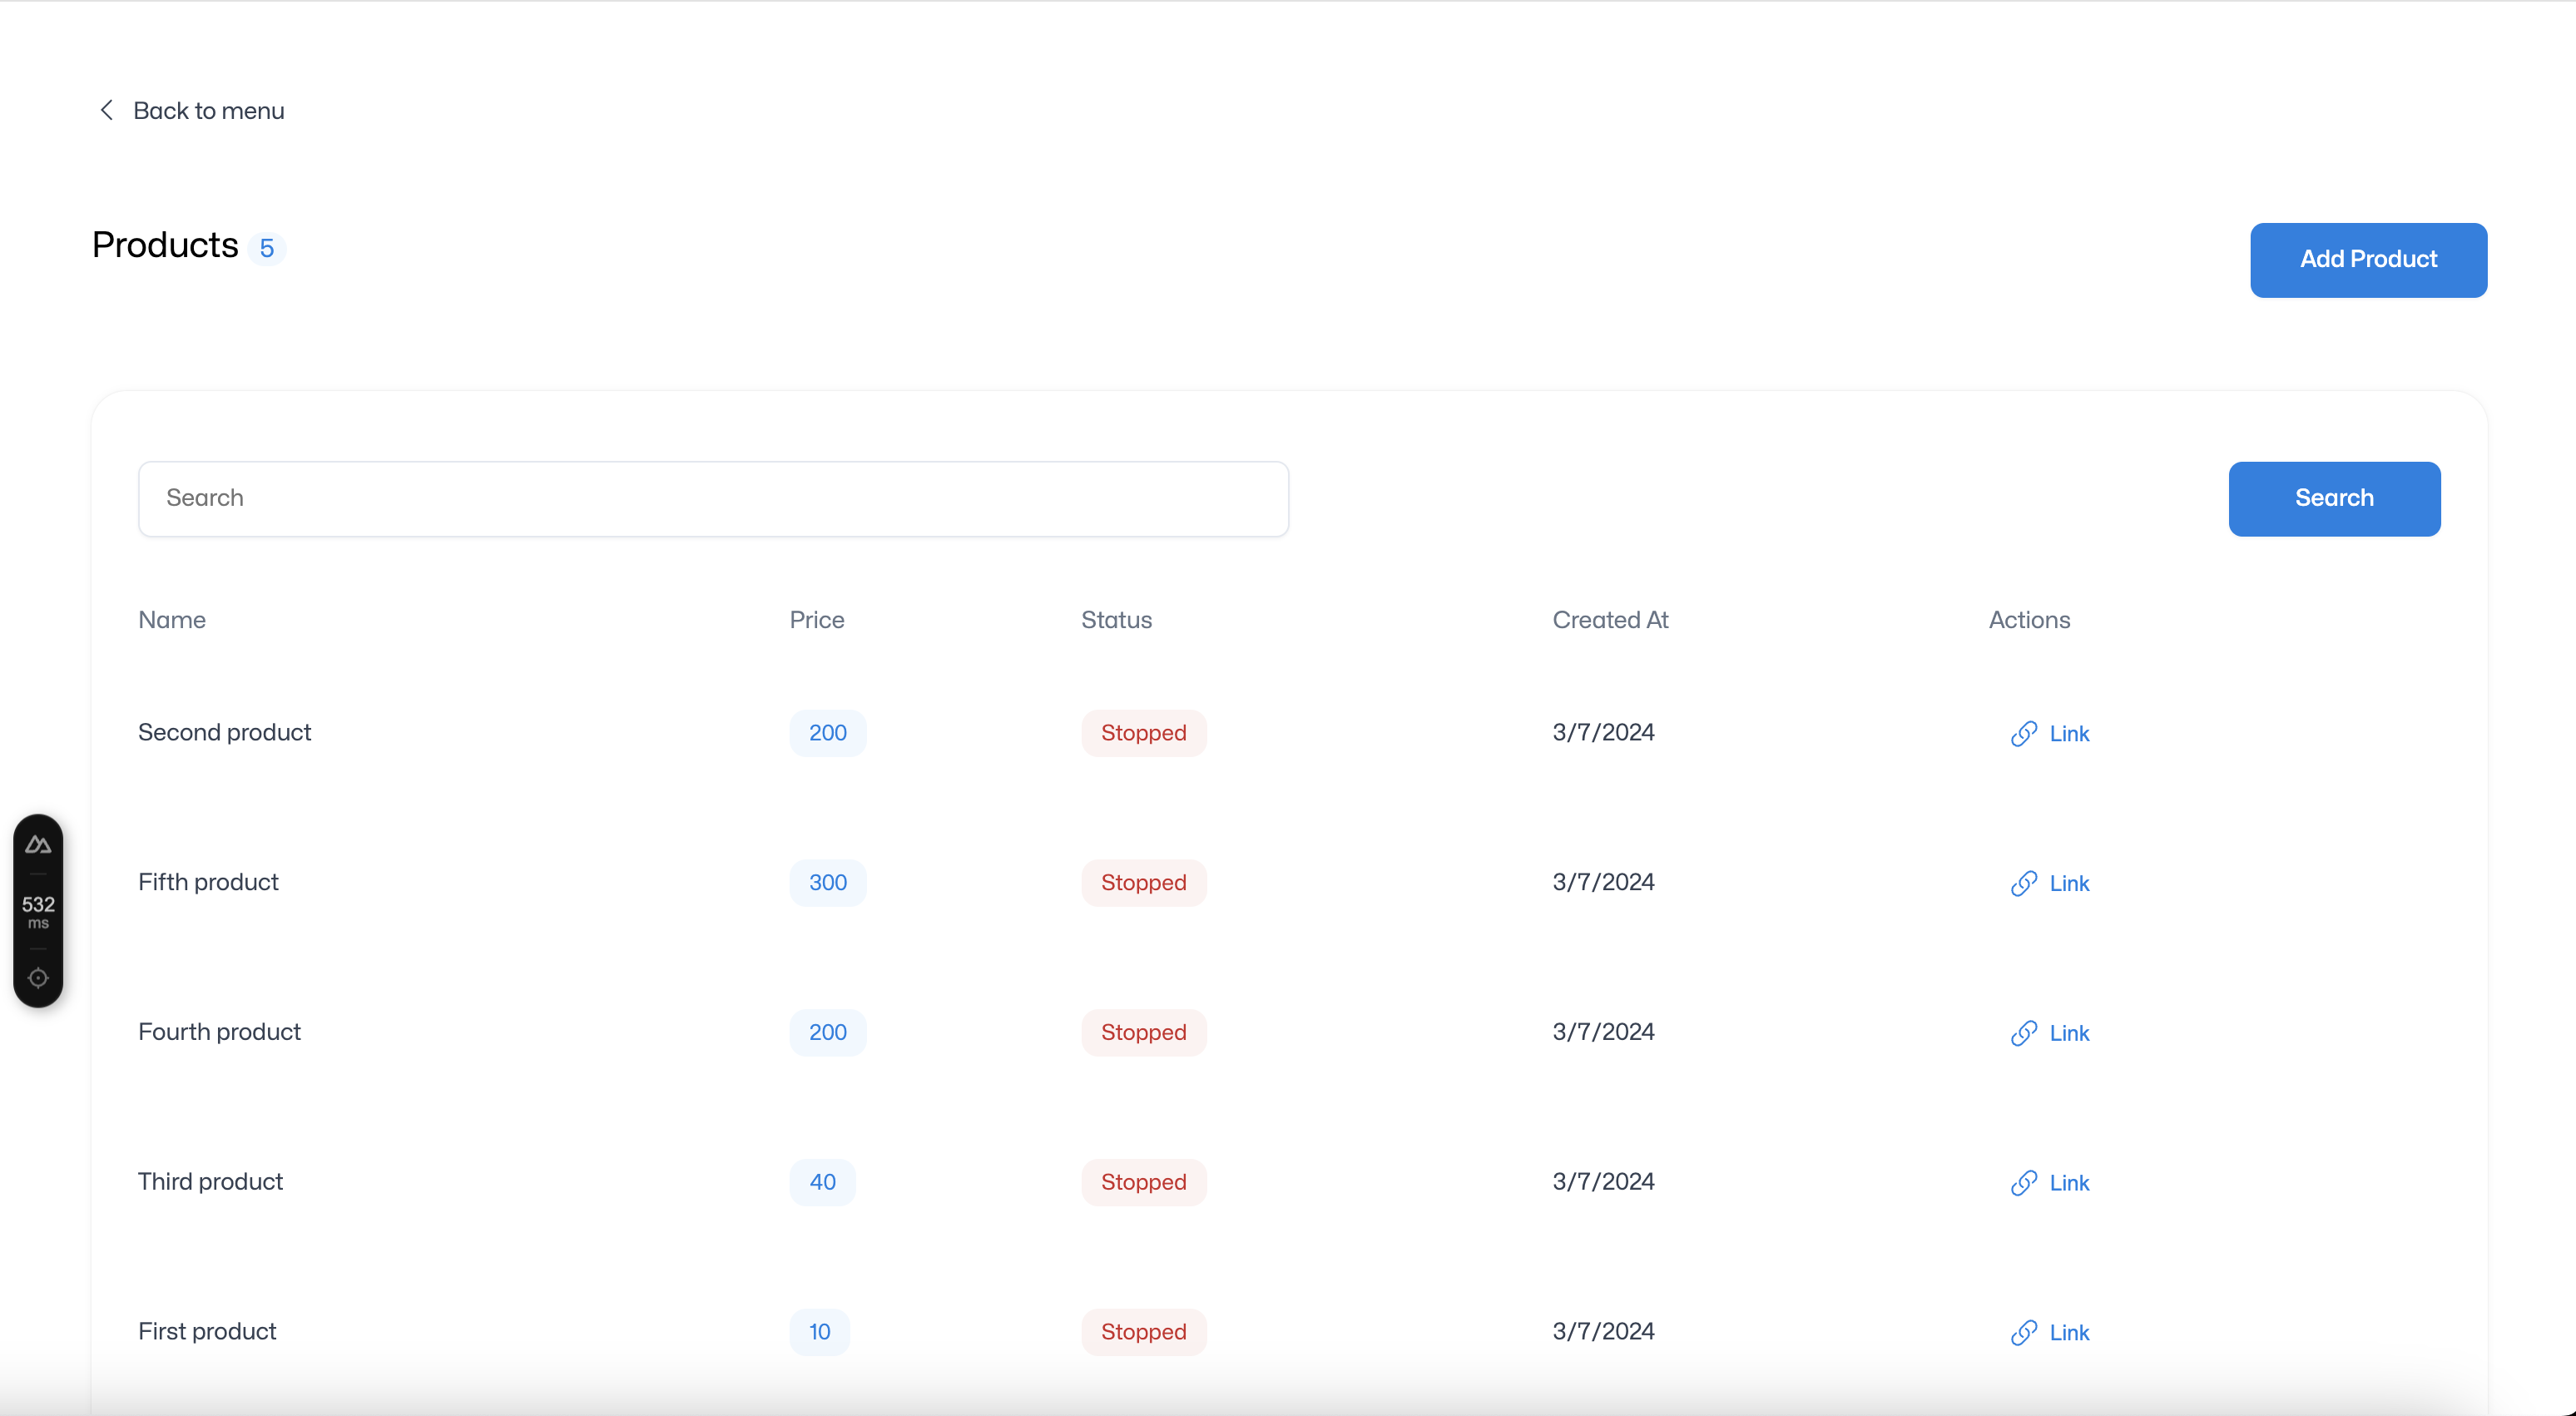 Back to menu
Products 5
Add Product
Search
Search
Name Price Status Created At Actions
Second product 200 Stopped 3/7/2024 Link
Fifth product 300 Stopped 3/7/2024 Link
532
ms
Fourth product 200 Stopped 3/7/2024 Link
Third product 40 Stopped 3/7/2024 Link
First product 10 Stopped 3/7/2024 Link